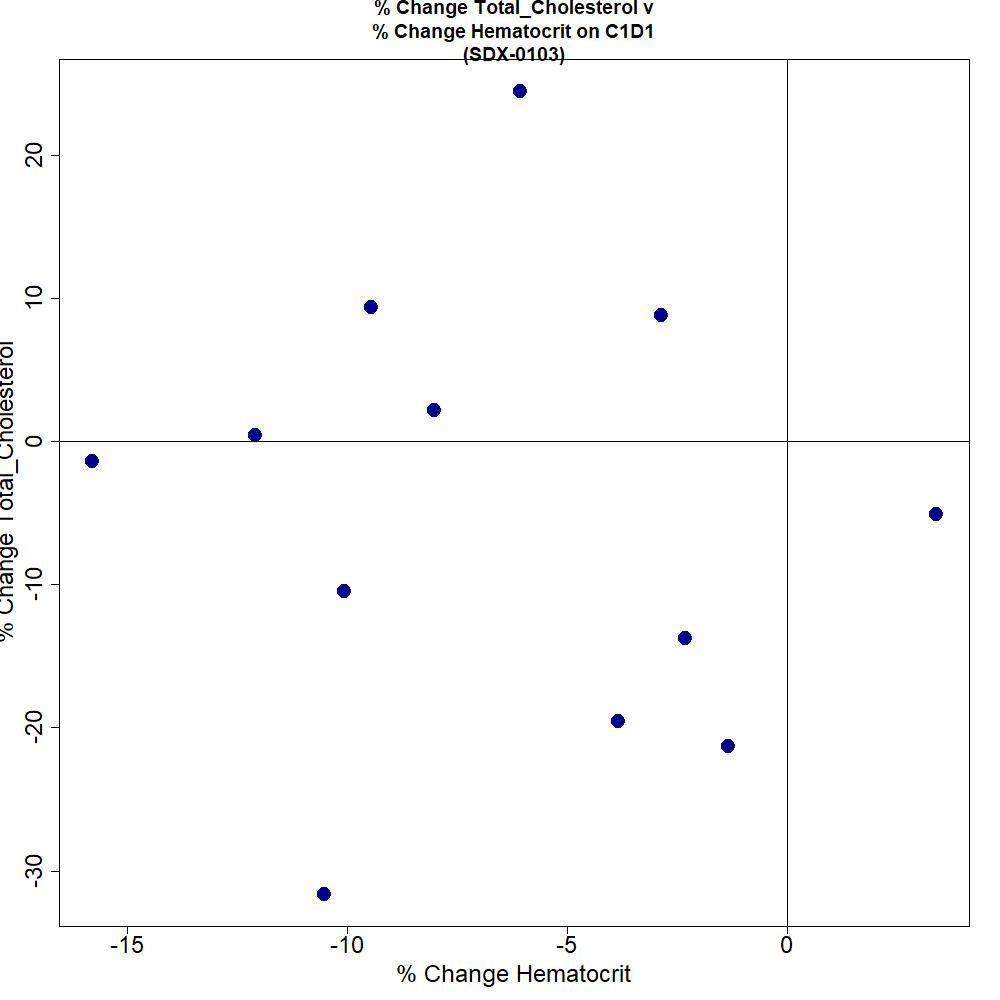 % Change Total_Cholesterol v
% Change Hematocrit on C1D1
(SDX-0103)
% Change Total_Cholesterol
20
10
0
-10
-20
-30
-15
-10
-5
0
% Change Hematocrit